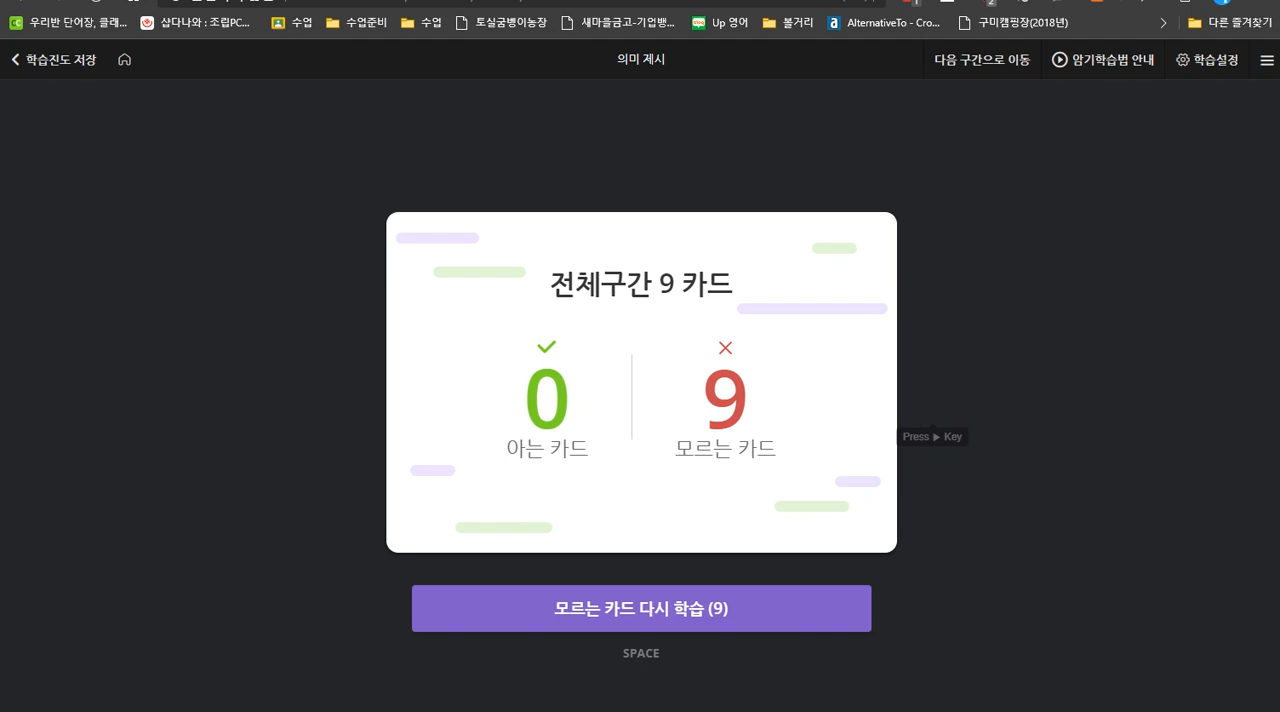 우리반 단어장, 클래... 샵다나와 : 조립PC... 수업 수업준비 수업 토실굼뱅이농장 새마을금고-기업뱅... Up 영어 볼거리 AlternativeTo - Cro... 구미캠핑장(2018년) 다른 즐겨찾기
학습진도 저장 의미 제시 다음 구간으로 이동 암기학습법 안내 학습설정
전체구간 9 카드
0 9
아는 카드 모르는 카드
Press ▶ Key
모르는 카드 다시 학습 (9)
SPACE